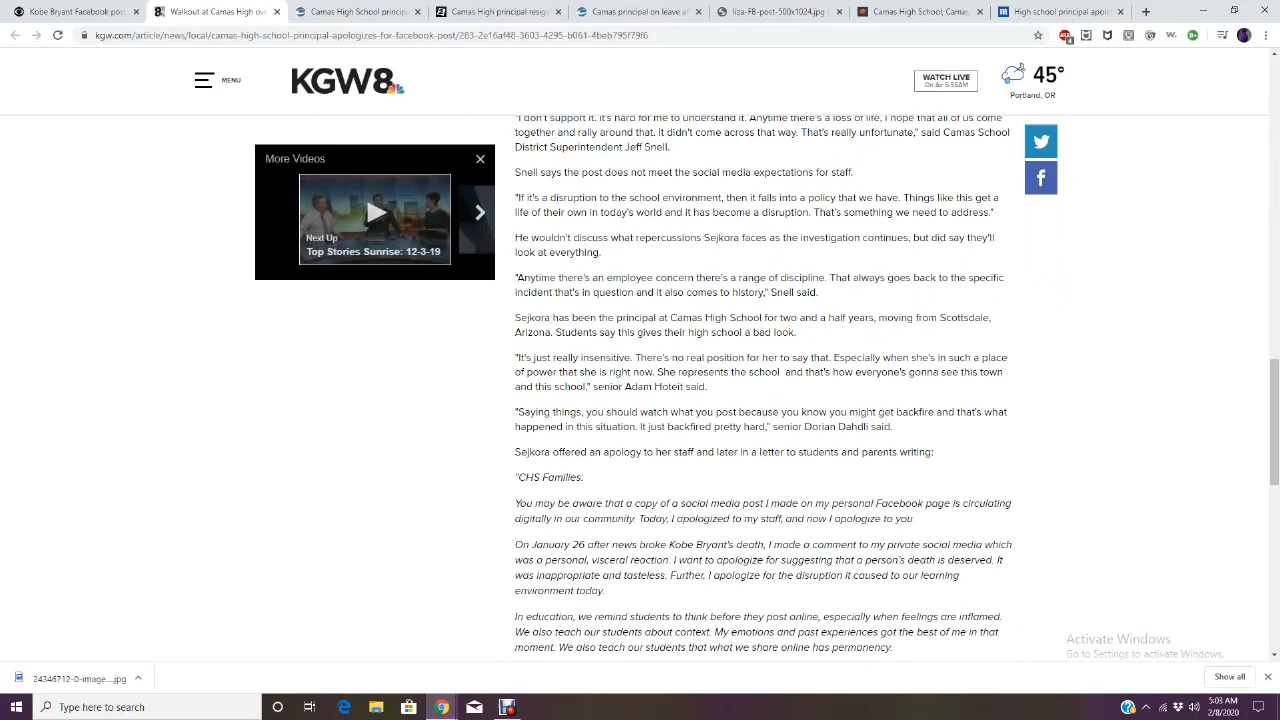 Kobe Bryant Facebook post
Walkout at Camas High
Camas High School princip
Camas High principal resig
Camas principal on leave af
liza-FB-post-500x1024.jpg (
Camas High School, Camas
High school principal apolo
kgw.com/article/news/local/camas-high-school-principal-apologizes-for-facebook-post/283-2e16af48-3603-4295-b061-4beb795f79f6
4
MENU
KGW8
WATCH LIVE
On Air 5:55AM
45°
Portland, OR
"I don't support it. It's hard for me to understand it. Anytime there's a loss of life, I hope that all of us come
together and rally around that. It didn't come across that way. That's really unfortunate," said Camas School
District Superintendent Jeff Snell.
More Videos
Next Up
Top Stories Sunrise: 12-3-19
Snell says the post does not meet the social media expectations for staff.
"If it's a disruption to the school environment, then it falls into a policy that we have. Things like this get a
life of their own in today's world and it has become a disruption. That's something we need to address."
He wouldn't discuss what repercussions Sejkora faces as the investigation continues, but did say they'll
look at everything.
"Anytime there's an employee concern there's a range of discipline. That always goes back to the specific
incident that's in question and it also comes to history," Snell said.
Sejkora has been the principal at Camas High School for two and a half years, moving from Scottsdale,
Arizona. Students say this gives their high school a bad look.
"It's just really insensitive. There's no real position for her to say that. Especially when she's in such a place
of power that she is right now. She represents the school and that's how everyone's gonna see this town
and this school," senior Adam Hoteit said.
"Saying things, you should watch what you post because you know you might get backfire and that's what
happened in this situation. It just backfired pretty hard," senior Dorian Dahdli said.
Sejkora offered an apology to her staff and later in a letter to students and parents writing:
"CHS Families:
You may be aware that a copy of a social media post I made on my personal Facebook page is circulating
digitally in our community. Today, I apologized to my staff, and now I apologize to you.
On January 26 after news broke Kobe Bryant's death, I made a comment to my private social media which
was a personal, visceral reaction. I want to apologize for suggesting that a person's death is deserved. It
was inappropriate and tasteless. Further, I apologize for the disruption it caused to our learning
environment today.
In education, we remind students to think before they post online, especially when feelings are inflamed.
We also teach our students about context. My emotions and past experiences got the best of me in that
moment. We also teach our students that what we share online has permanency.
Activate Windows
Go to Settings to activate Windows.
24346712-0-image....jpg
Show all
Type here to search
5:03 AM
2/8/2020